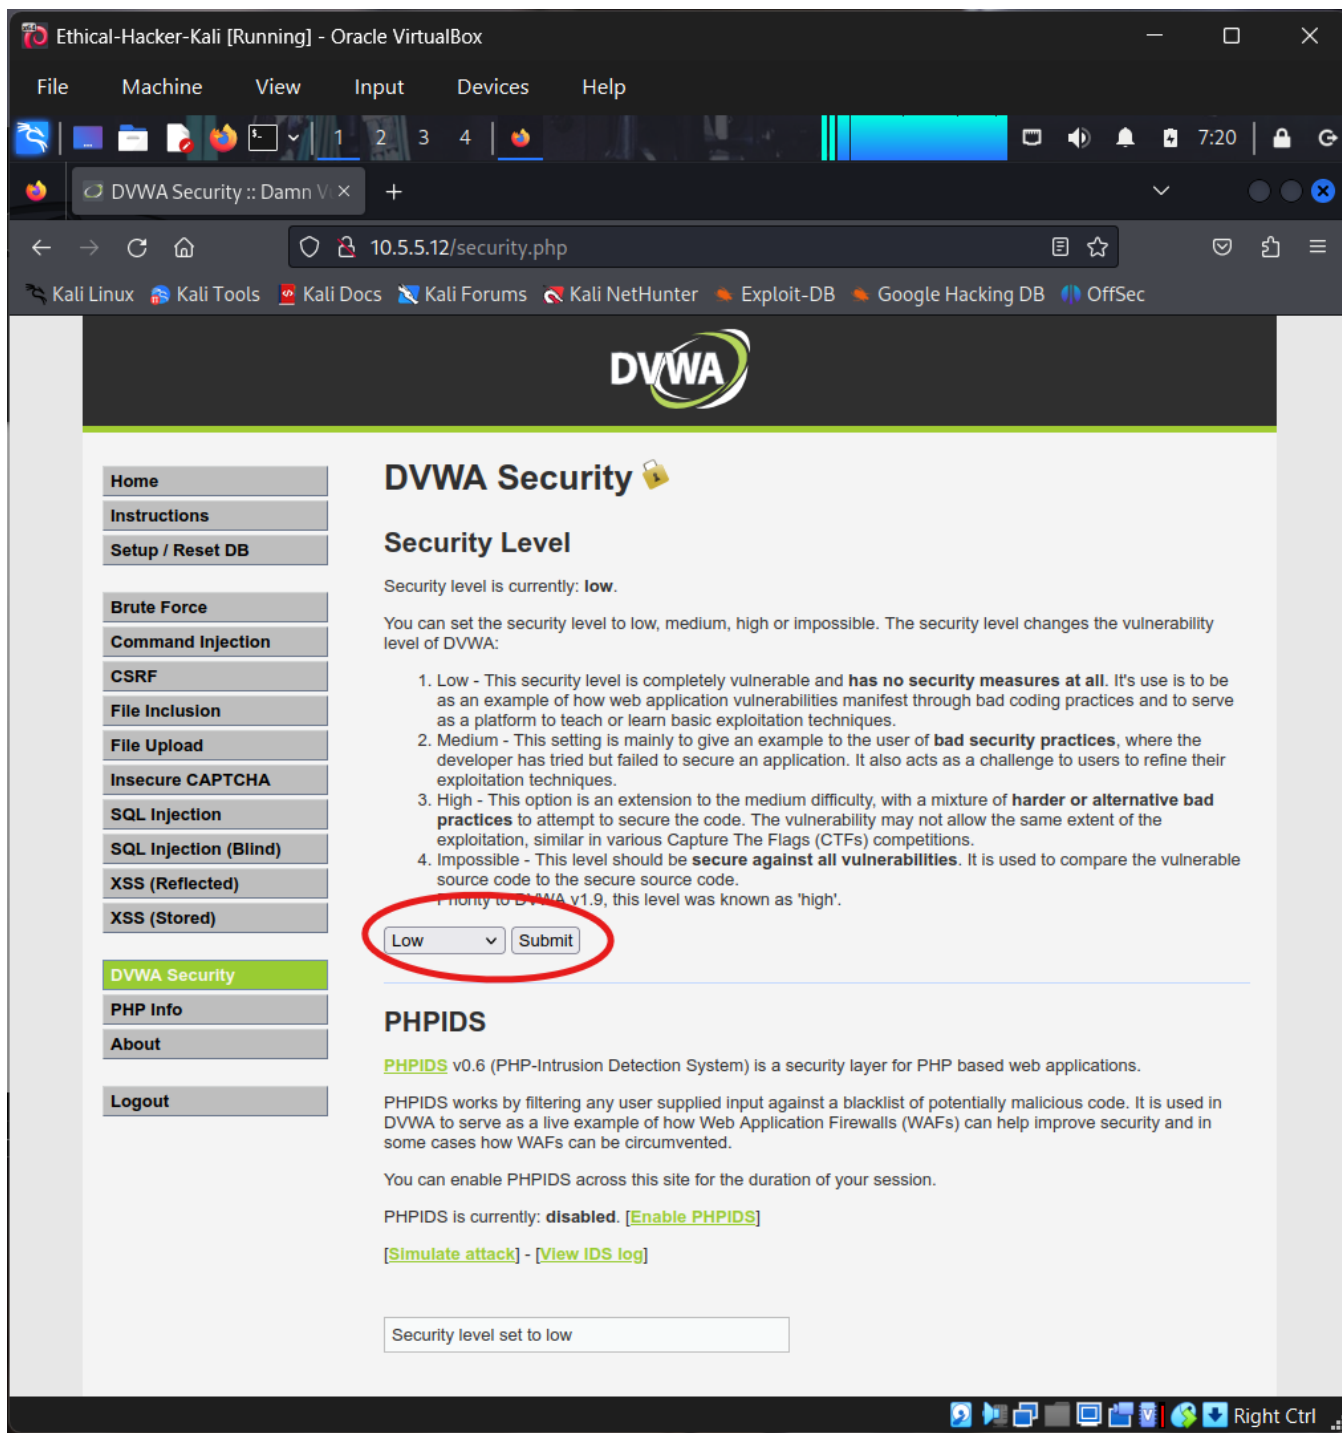 Ethical-Hacker-Kali [Running] - Oracle VirtualBox
File Machine View Input Devices Help
1 2 3 4 7:20
DVWA Security :: Damn Vu
10.5.5.12/security.php
Kali Linux Kali Tools Kali Docs Kali Forums Kali NetHunter Exploit-DB Google Hacking DB OffSec
DVWA
Home
Instructions
Setup / Reset DB
Brute Force
Command Injection
CSRF
File Inclusion
File Upload
Insecure CAPTCHA
SQL Injection
SQL Injection (Blind)
XSS (Reflected)
XSS (Stored)
DVWA Security
PHP Info
About
Logout
DVWA Security
Security Level
Security level is currently: low.
You can set the security level to low, medium, high or impossible. The security level changes the vulnerability
level of DVWA:
1. Low - This security level is completely vulnerable and has no security measures at all. It's use is to be
as an example of how web application vulnerabilities manifest through bad coding practices and to serve
as a platform to teach or learn basic exploitation techniques.
2. Medium - This setting is mainly to give an example to the user of bad security practices, where the
developer has tried but failed to secure an application. It also acts as a challenge to users to refine their
exploitation techniques.
3. High - This option is an extension to the medium difficulty, with a mixture of harder or alternative bad
practices to attempt to secure the code. The vulnerability may not allow the same extent of the
exploitation, similar in various Capture The Flags (CTFs) competitions.
4. Impossible - This level should be secure against all vulnerabilities. It is used to compare the vulnerable
source code to the secure source code.
Priority to DVWA v1.9, this level was known as 'high'.
Low Submit
PHPIDS
PHPIDS v0.6 (PHP-Intrusion Detection System) is a security layer for PHP based web applications.
PHPIDS works by filtering any user supplied input against a blacklist of potentially malicious code. It is used in
DVWA to serve as a live example of how Web Application Firewalls (WAFs) can help improve security and in
some cases how WAFs can be circumvented.
You can enable PHPIDS across this site for the duration of your session.
PHPIDS is currently: disabled. [Enable PHPIDS]
[Simulate attack] - [View IDS log]
Security level set to low
Right Ctrl